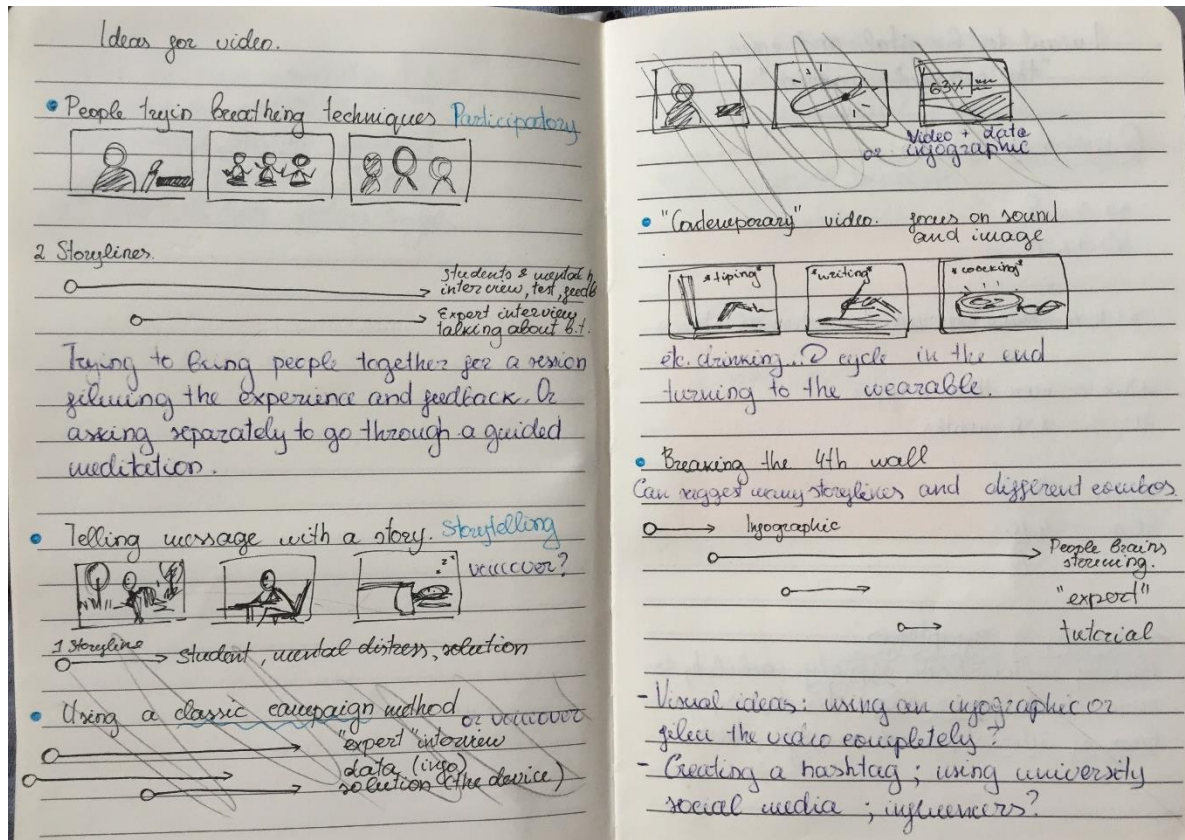 Ideas for video.
• People tryin breathing techniques Participatory
2 Storylines.
Students & mental h
interview, test, feedb
Expert interview
talking about b.t.
Trying to bring people together for a session
filming the experience and feedback. Or
asking separately to go through a guided
meditation.
• Telling message with a story. Storytelling
z z
voiceover?
1 Storyline
Student, mental distress, solution
• Using a classic campaign method or voiceover
"expert" interview
data (info)
solution (the device)
63%
Video + data
or infographic
• "Contemporary" video. focus on sound
and image
*tiping* *writing* *coocking*
etc. drinking... cycle in the end
turning to the wearable.
• Breaking the 4th wall
Can suggest many storylines and different combos.
Infographic
People brains
storming.
"expert"
tutorial
- Visual ideas: using an infographic or
film the video completely?
- Creating a hashtag; using university
social media; influencers?